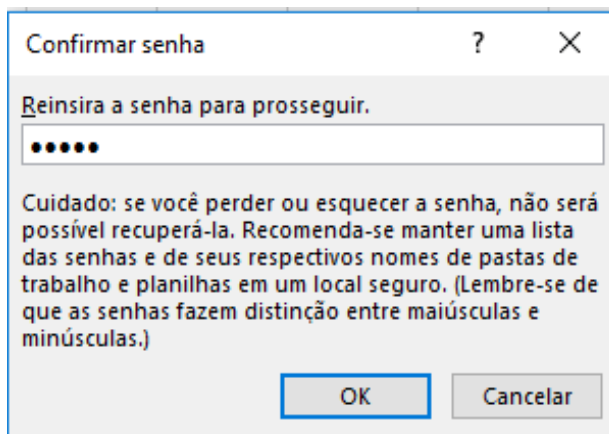 Confirmar senha ?
Reinsira a senha para prosseguir.
●●●●●
Cuidado: se você perder ou esquecer a senha, não será
possível recuperá-la. Recomenda-se manter uma lista
das senhas e de seus respectivos nomes de pastas de
trabalho e planilhas em um local seguro. (Lembre-se de
que as senhas fazem distinção entre maiúsculas e
minúsculas.)
OK Cancelar